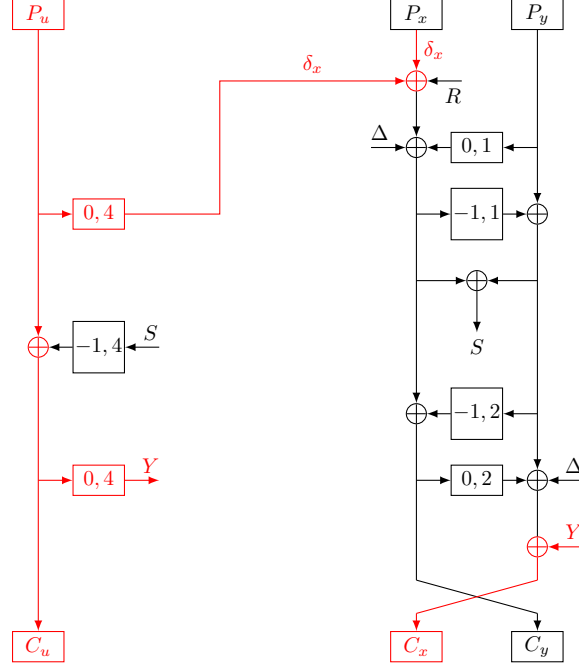 P_u P_x P_y
δ_x
δ_x
R
Δ
0, 1
0, 4
−1, 1
S
−1, 4
S
−1, 2
Y
0, 4
0, 2
Δ
Y
C_u C_x C_y